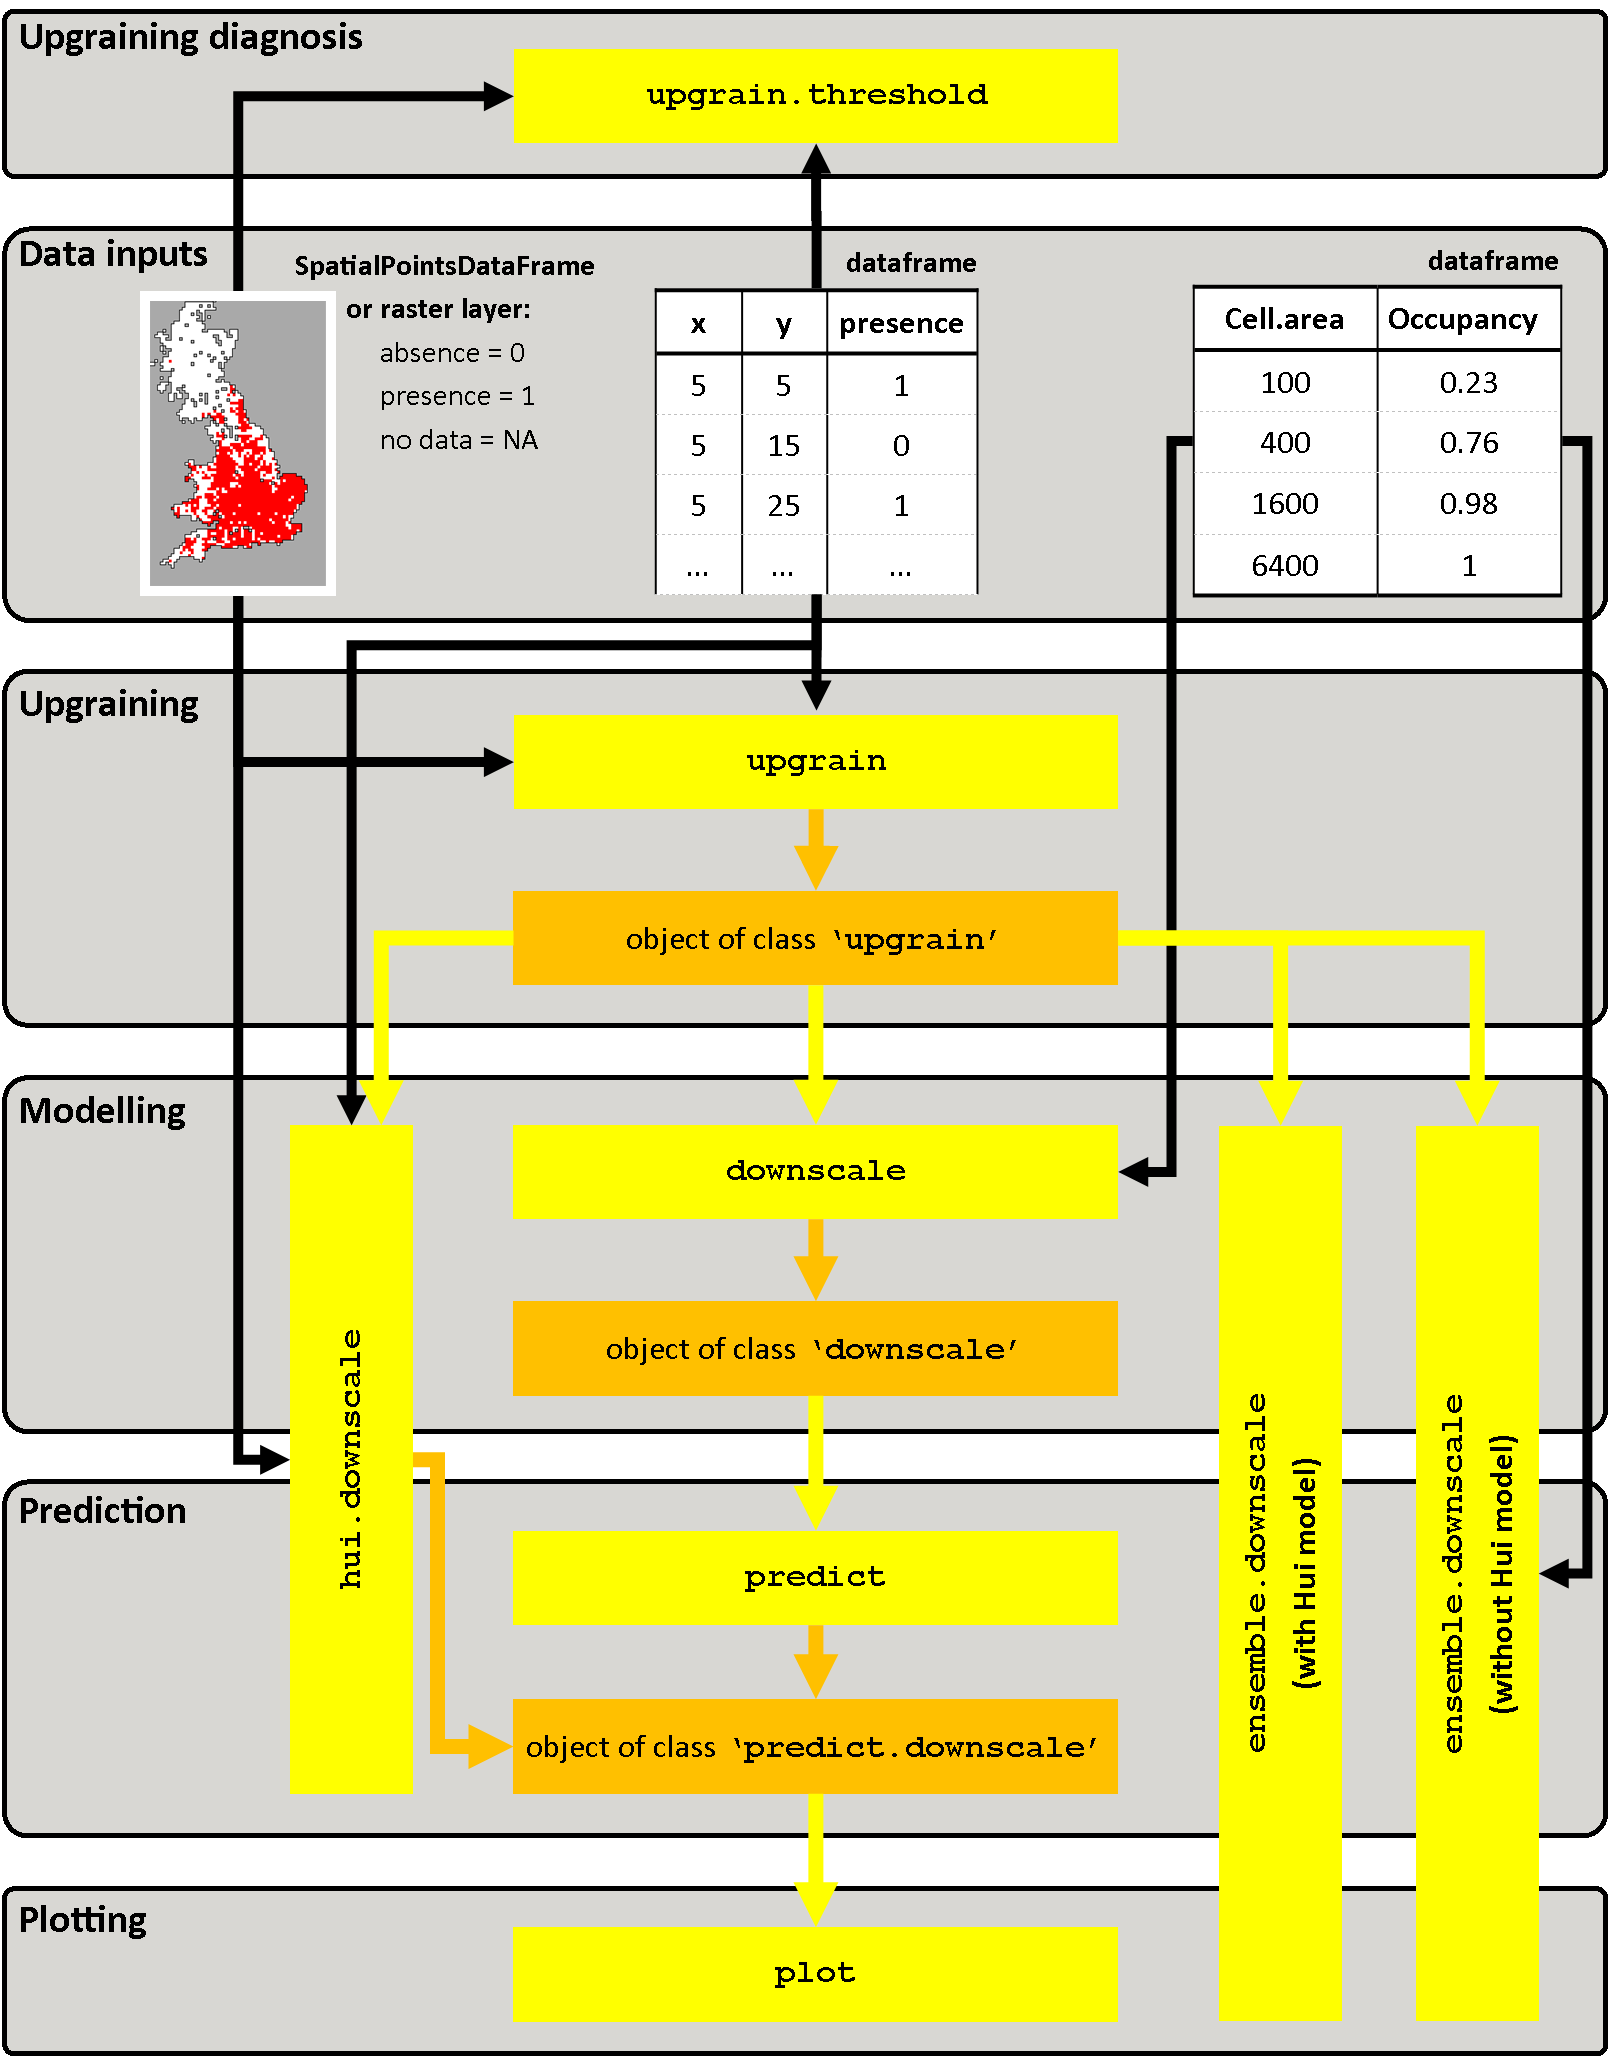 Upgraining diagnosis
upgrain.threshold
Data inputs
SpatialPointsDataFrame
or raster layer:
absence = 0
presence = 1
no data = NA
dataframe
x y presence
5 5 1
5 15 0
5 25 1
... ... ...
dataframe
Cell.area Occupancy
100 0.23
400 0.76
1600 0.98
6400 1
Upgraining
upgrain
object of class ‘upgrain’
Modelling
downscale
object of class ‘downscale’
hui.downscale
ensemble.downscale
(with Hui model)
ensemble.downscale
(without Hui model)
Prediction
predict
object of class ‘predict.downscale’
Plotting
plot